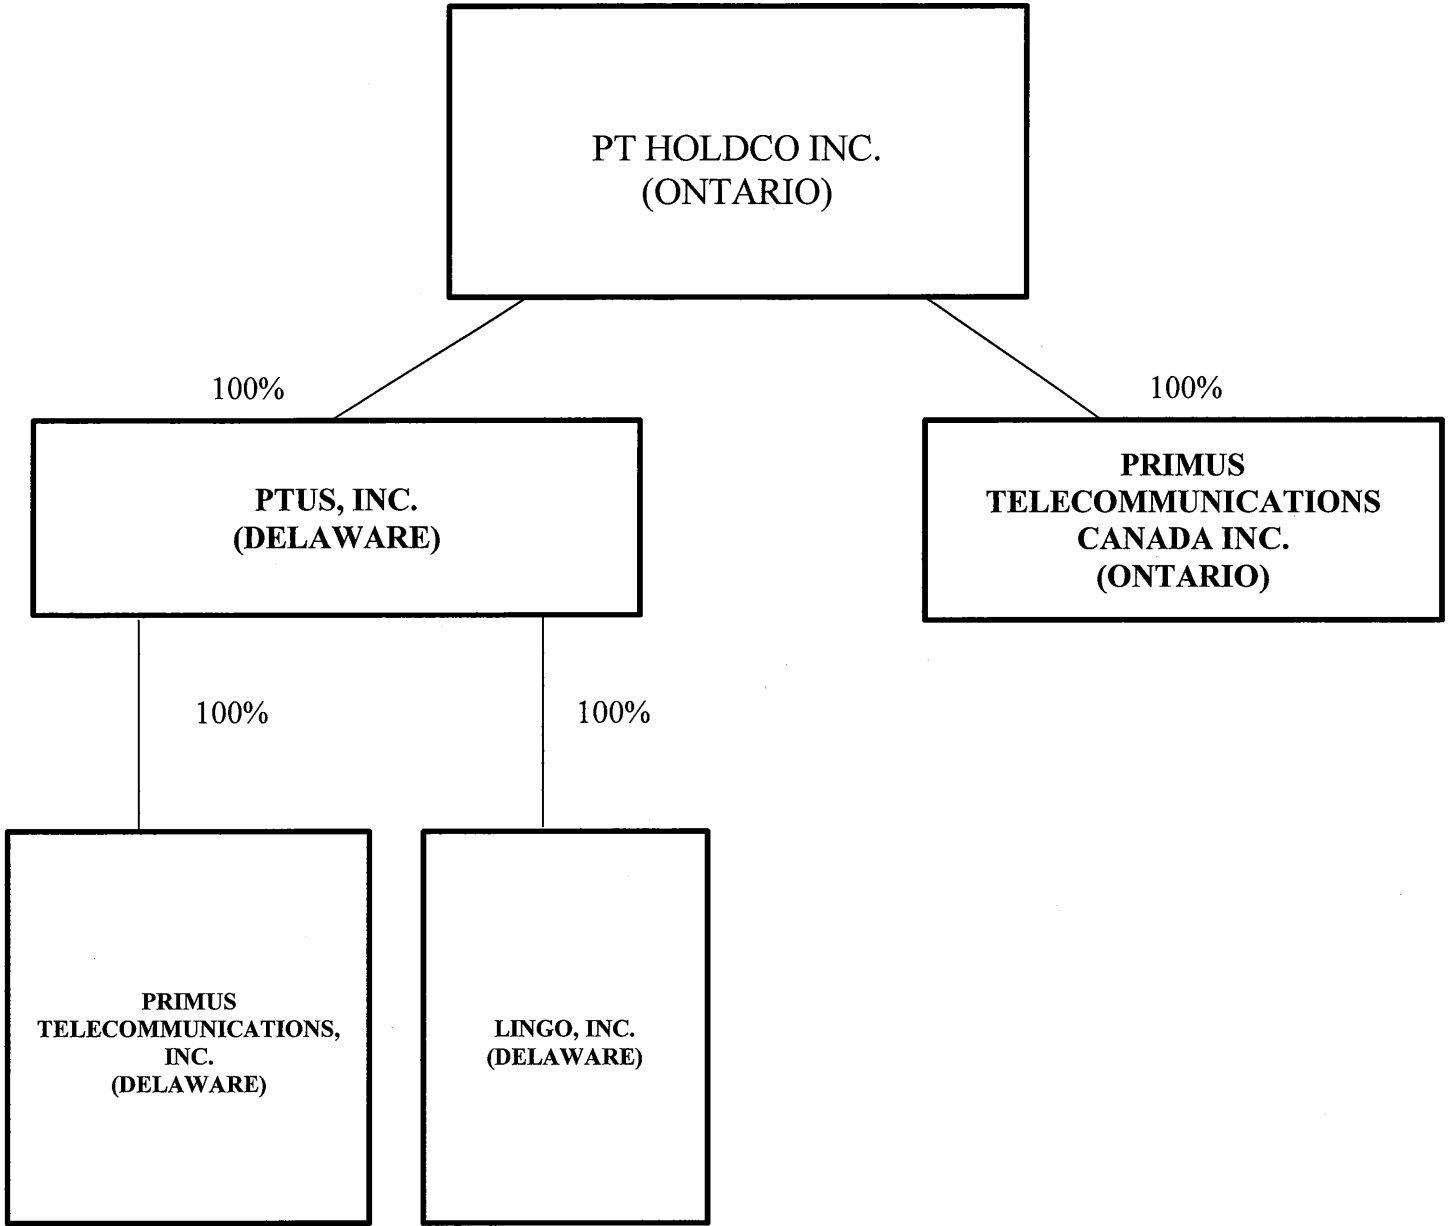 PT HOLDCO INC.
(ONTARIO)
100%
100%
PTUS, INC.
(DELAWARE)
PRIMUS
TELECOMMUNICATIONS
CANADA INC.
(ONTARIO)
100%
100%
PRIMUS
TELECOMMUNICATIONS,
INC.
(DELAWARE)
LINGO, INC.
(DELAWARE)